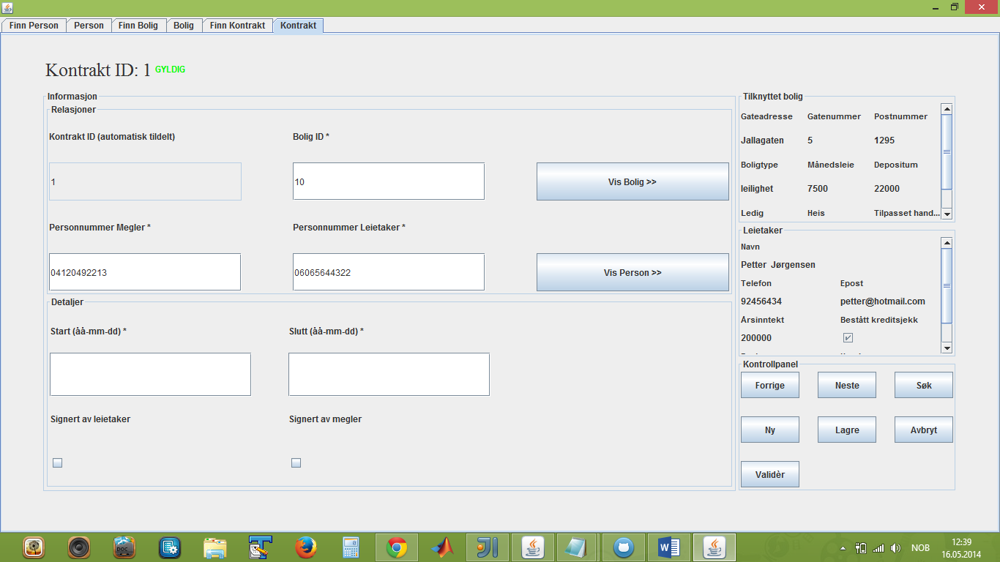 Finn Person Person Finn Bolig Bolig Finn Kontrakt Kontrakt
Kontrakt ID: 1 GYLDIG
Informasjon
Relasjoner
Kontrakt ID (automatisk tildelt) Bolig ID *
1 10 Vis Bolig >>
Personnummer Megler * Personnummer Leietaker *
04120492213 06065644322 Vis Person >>
Detaljer
Start (åå-mm-dd) * Slutt (åå-mm-dd) *
Signert av leietaker Signert av megler
Tilknyttet bolig
Gateadresse Gatenummer Postnummer
Jallagaten 5 1295
Boligtype Månedsleie Depositum
leilighet 7500 22000
Ledig Heis Tilpasset hand...
Leietaker
Navn
Petter Jørgensen
Telefon Epost
92456434 petter@hotmail.com
Årsinntekt Bestått kreditsjekk
200000
Kontrollpanel
Forrige Neste Søk
Ny Lagre Avbryt
Validèr
DOC
NOB 12:39
16.05.2014